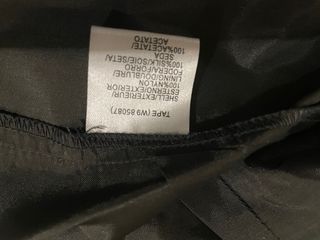 TAPE (W9 85087)
SHELL/EXTERIEUR/
ESTERNO/EXTERIOR
100%NYLON
LINING/DOUBLURE/
FODERA/FORRO
100%SILK/SOIE/SETA/
SEDA
100%ACETATE/
ACETATO